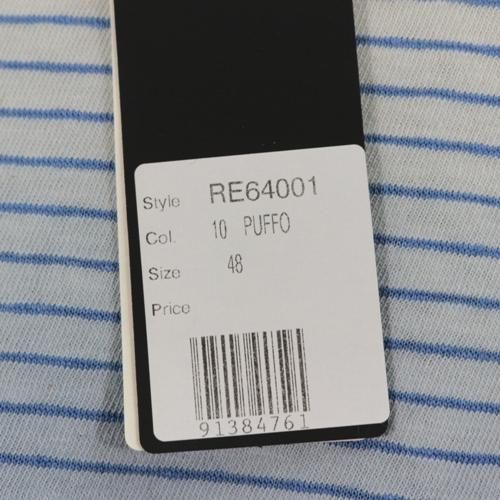 Style RE64001
Col. 10 PUFFO
Size 48
Price
91384761